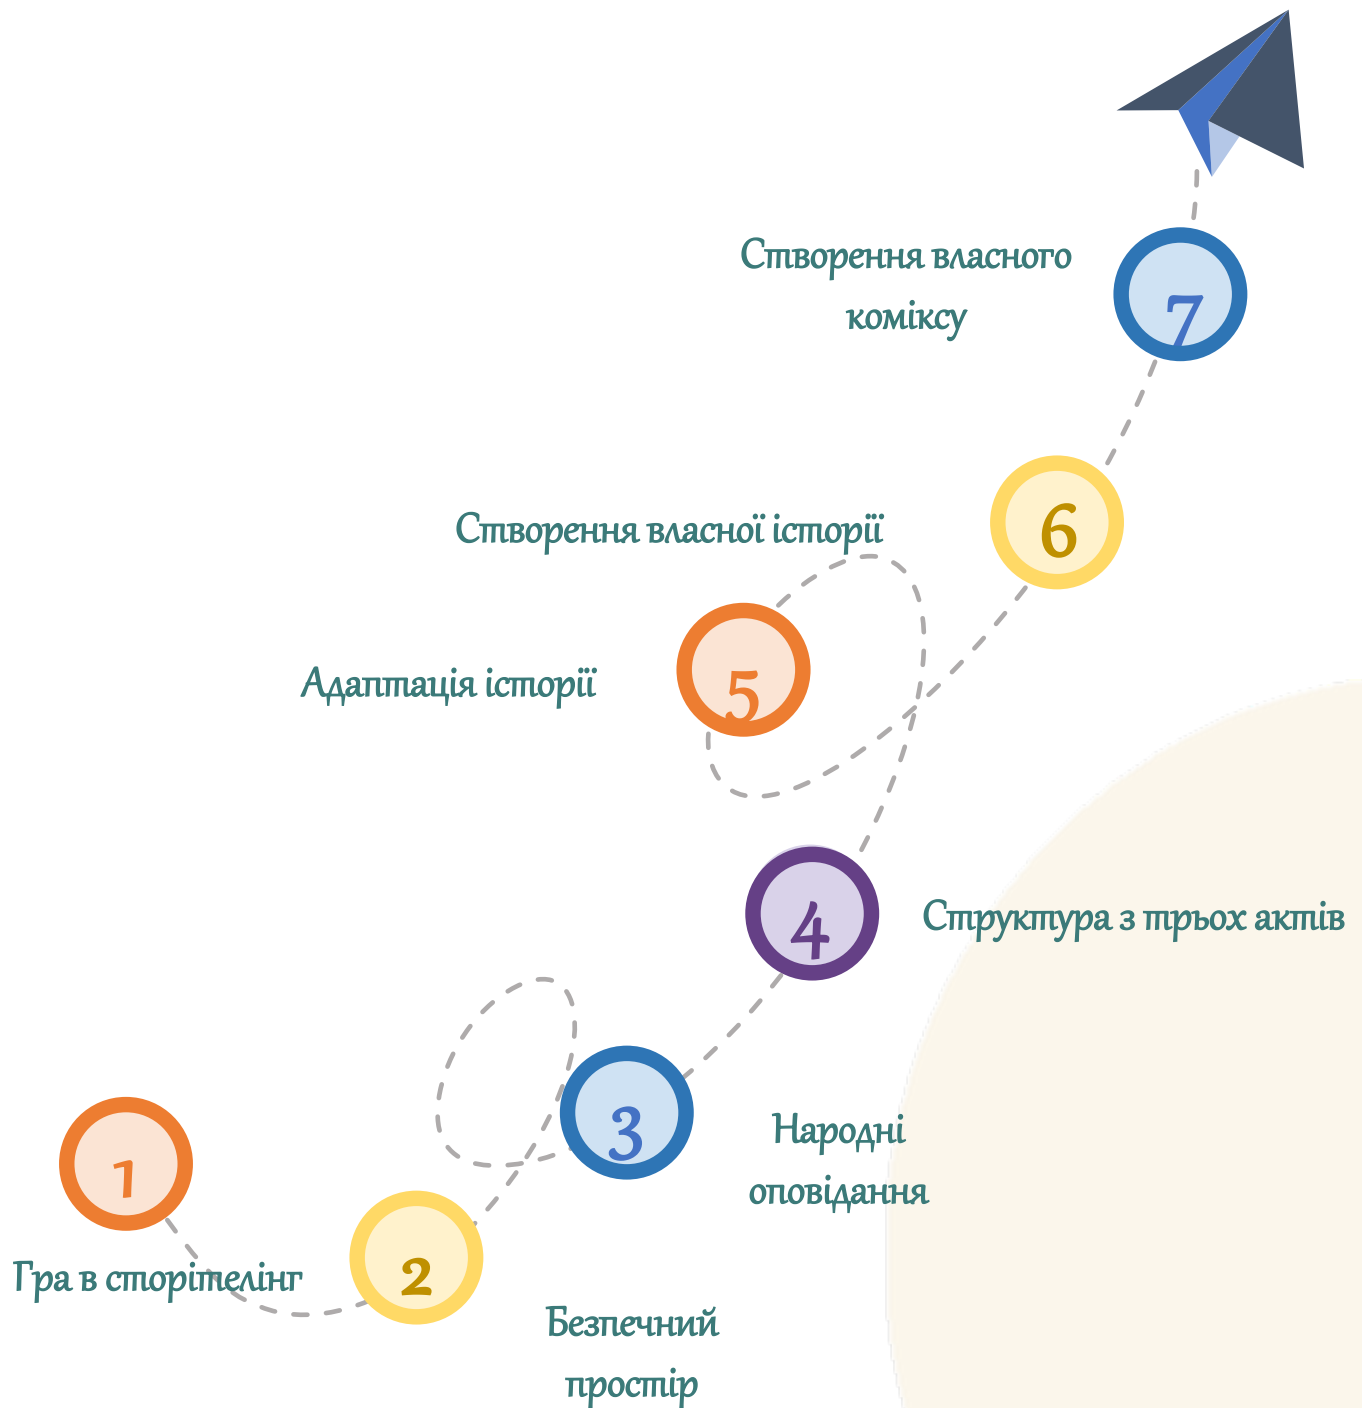 Створення власного
коміксу
7
6
Створення власної історії
5
Адаптація історії
4
Структура з трьох актів
3
Народні
оповідання
1
Гра в сторітелінг
2
Безпечний
простір